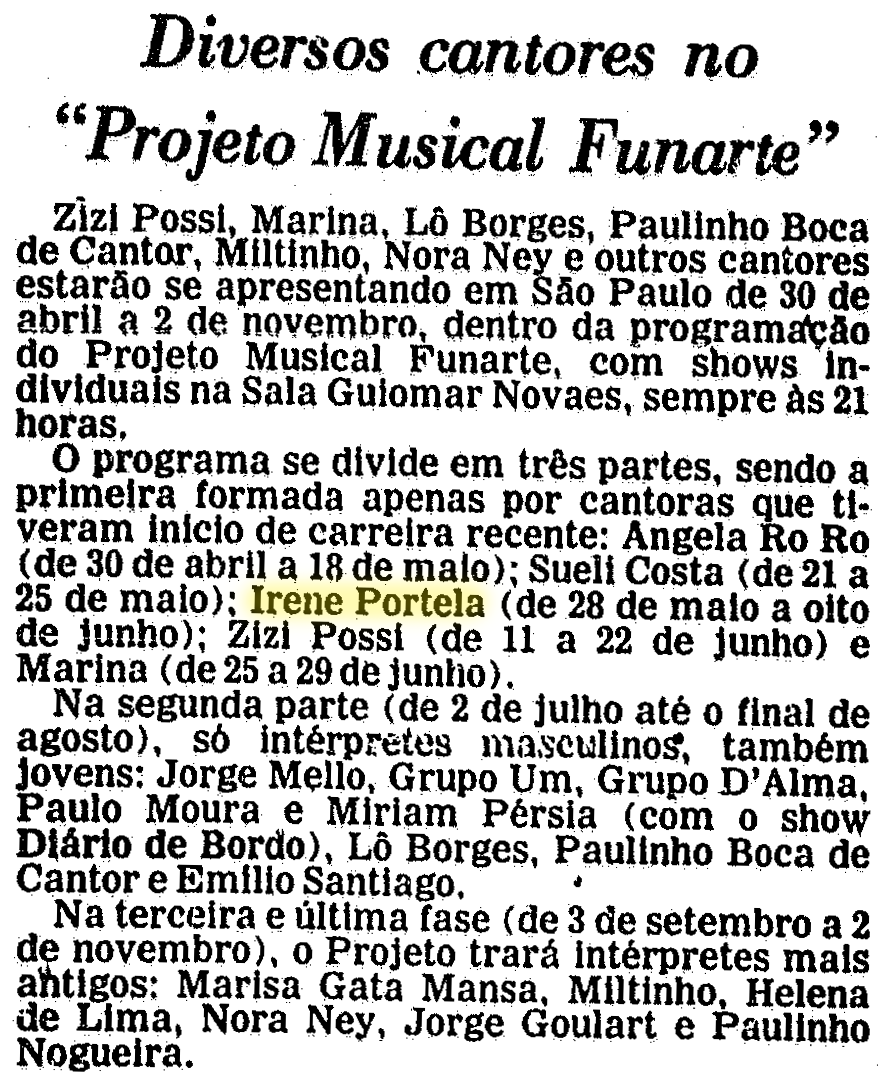 Diversos cantores no
“Projeto Musical Funarte”
Zizi Possi, Marina, Lô Borges, Paulinho Boca
de Cantor, Miltinho, Nora Ney e outros cantores
estarão se apresentando em São Paulo de 30 de
abril a 2 de novembro, dentro da programação
do Projeto Musical Funarte, com shows in-
dividuais na Sala Guiomar Novaes, sempre às 21
horas.
O programa se divide em três partes, sendo a
primeira formada apenas por cantoras que ti-
veram início de carreira recente: Angela Ro Ro
(de 30 de abril a 18 de maio); Sueli Costa (de 21 a
25 de maio); Irene Portela (de 28 de maio a oito
de junho); Zizi Possi (de 11 a 22 de junho) e
Marina (de 25 a 29 de junho).
Na segunda parte (de 2 de julho até o final de
agosto), só intérpretes masculinos, também
jovens: Jorge Mello, Grupo Um, Grupo D'Alma,
Paulo Moura e Miriam Pérsia (com o show
Diário de Bordo), Lô Borges, Paulinho Boca de
Cantor e Emílio Santiago.
Na terceira e última fase (de 3 de setembro a 2
de novembro), o Projeto trará intérpretes mais
antigos: Marisa Gata Mansa, Miltinho, Helena
de Lima, Nora Ney, Jorge Goulart e Paulinho
Nogueira.